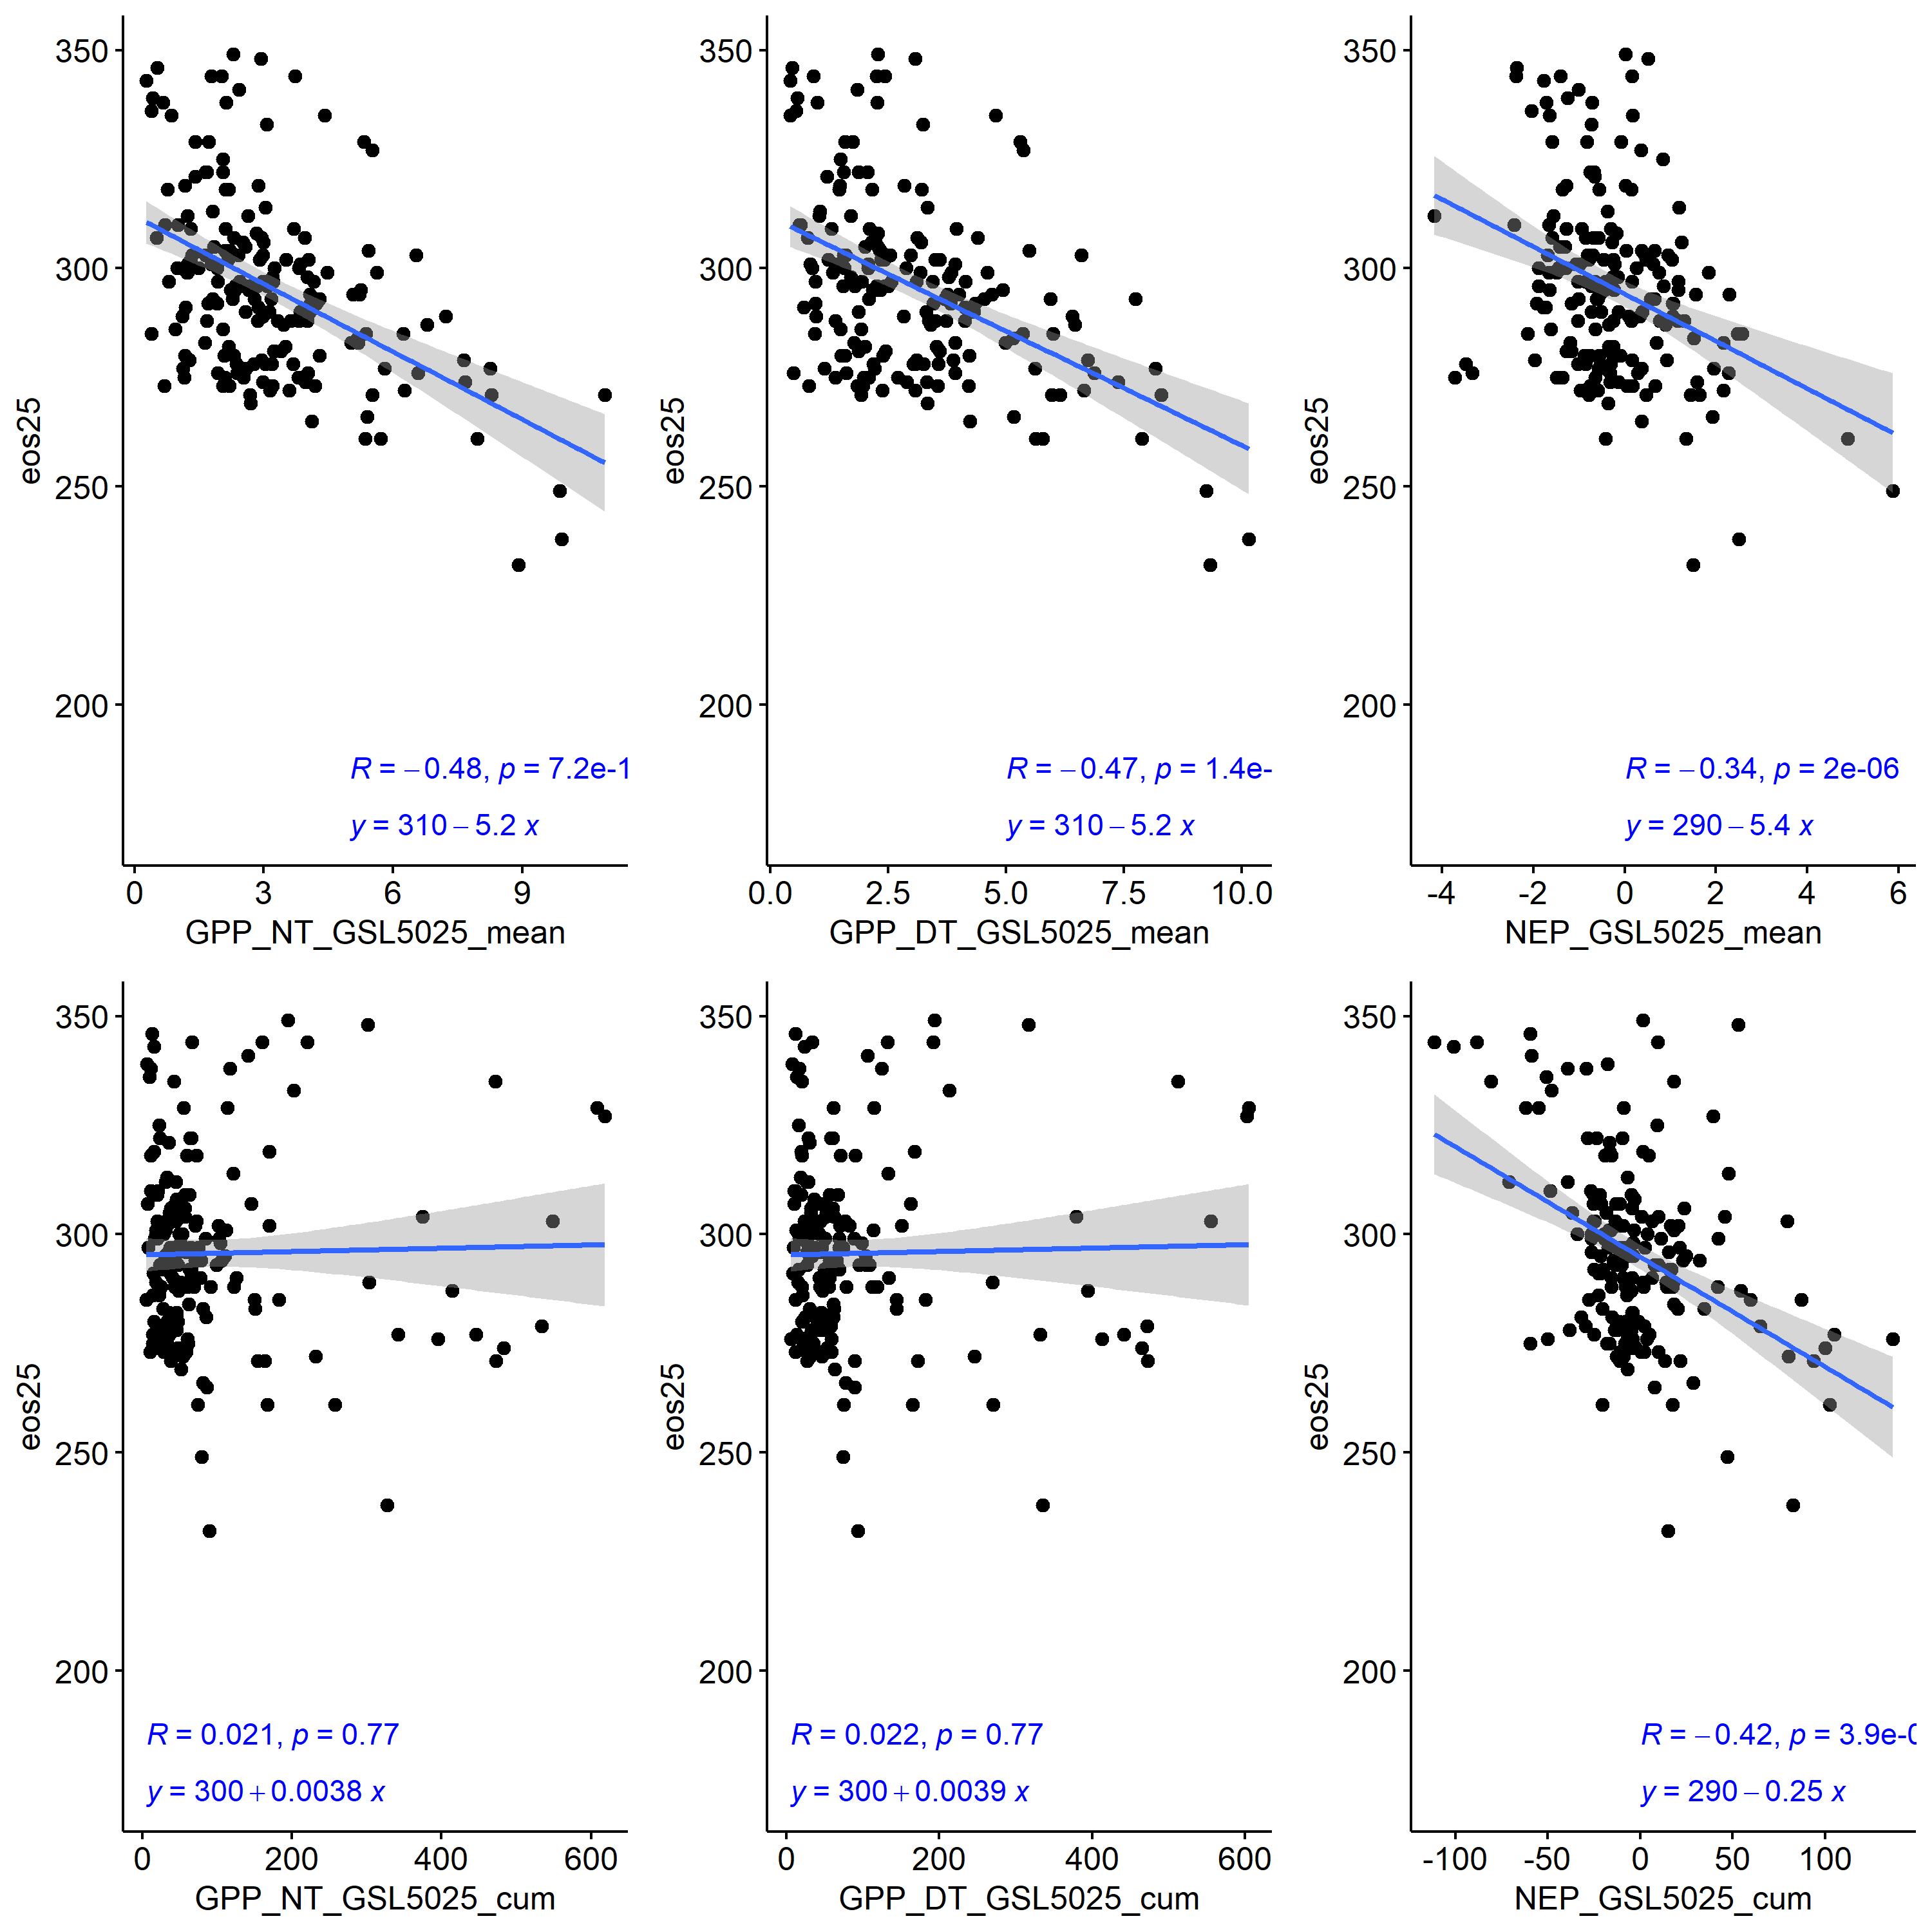 350
300
250
200
eos25
R = −0.48, p = 7.2e-1
y = 310 − 5.2 x
0 3 6 9
GPP_NT_GSL5025_mean
350
300
250
200
eos25
R = −0.47, p = 1.4e-
y = 310 − 5.2 x
0.0 2.5 5.0 7.5 10.0
GPP_DT_GSL5025_mean
350
300
250
200
eos25
R = −0.34, p = 2e-06
y = 290 − 5.4 x
-4 -2 0 2 4 6
NEP_GSL5025_mean
350
300
250
200
eos25
R = 0.021, p = 0.77
y = 300 + 0.0038 x
0 200 400 600
GPP_NT_GSL5025_cum
350
300
250
200
eos25
R = 0.022, p = 0.77
y = 300 + 0.0039 x
0 200 400 600
GPP_DT_GSL5025_cum
350
300
250
200
eos25
R = −0.42, p = 3.9e-0
y = 290 − 0.25 x
-100 -50 0 50 100
NEP_GSL5025_cum